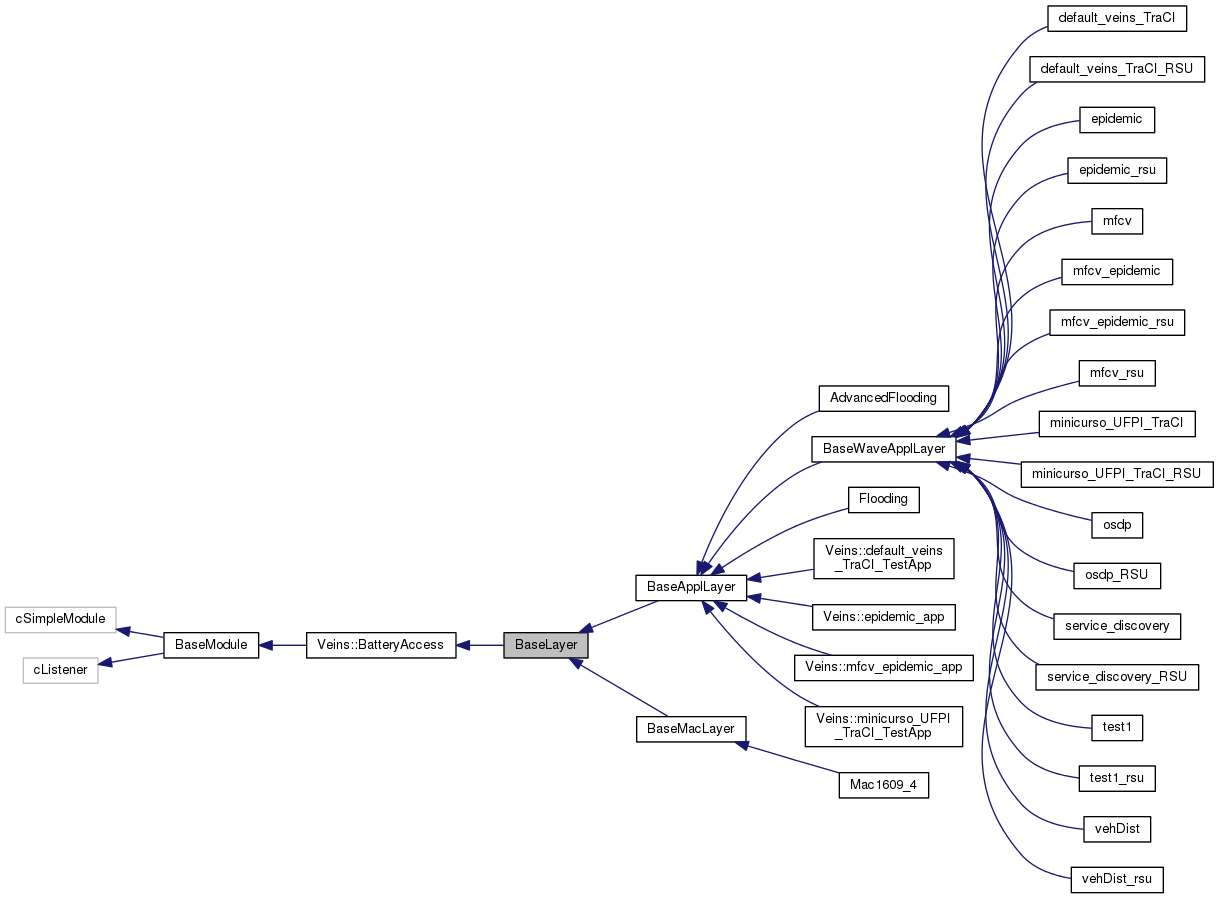 cSimpleModule
cListener
BaseModule
Veins::BatteryAccess
BaseLayer
BaseApplLayer
BaseMacLayer
AdvancedFlooding
BaseWaveApplLayer
Flooding
Veins::default_veins
_TraCI_TestApp
Veins::epidemic_app
Veins::mfcv_epidemic_app
Veins::minicurso_UFPI
_TraCI_TestApp
Mac1609_4
default_veins_TraCI
default_veins_TraCI_RSU
epidemic
epidemic_rsu
mfcv
mfcv_epidemic
mfcv_epidemic_rsu
mfcv_rsu
minicurso_UFPI_TraCI
minicurso_UFPI_TraCI_RSU
osdp
osdp_RSU
service_discovery
service_discovery_RSU
test1
test1_rsu
vehDist
vehDist_rsu